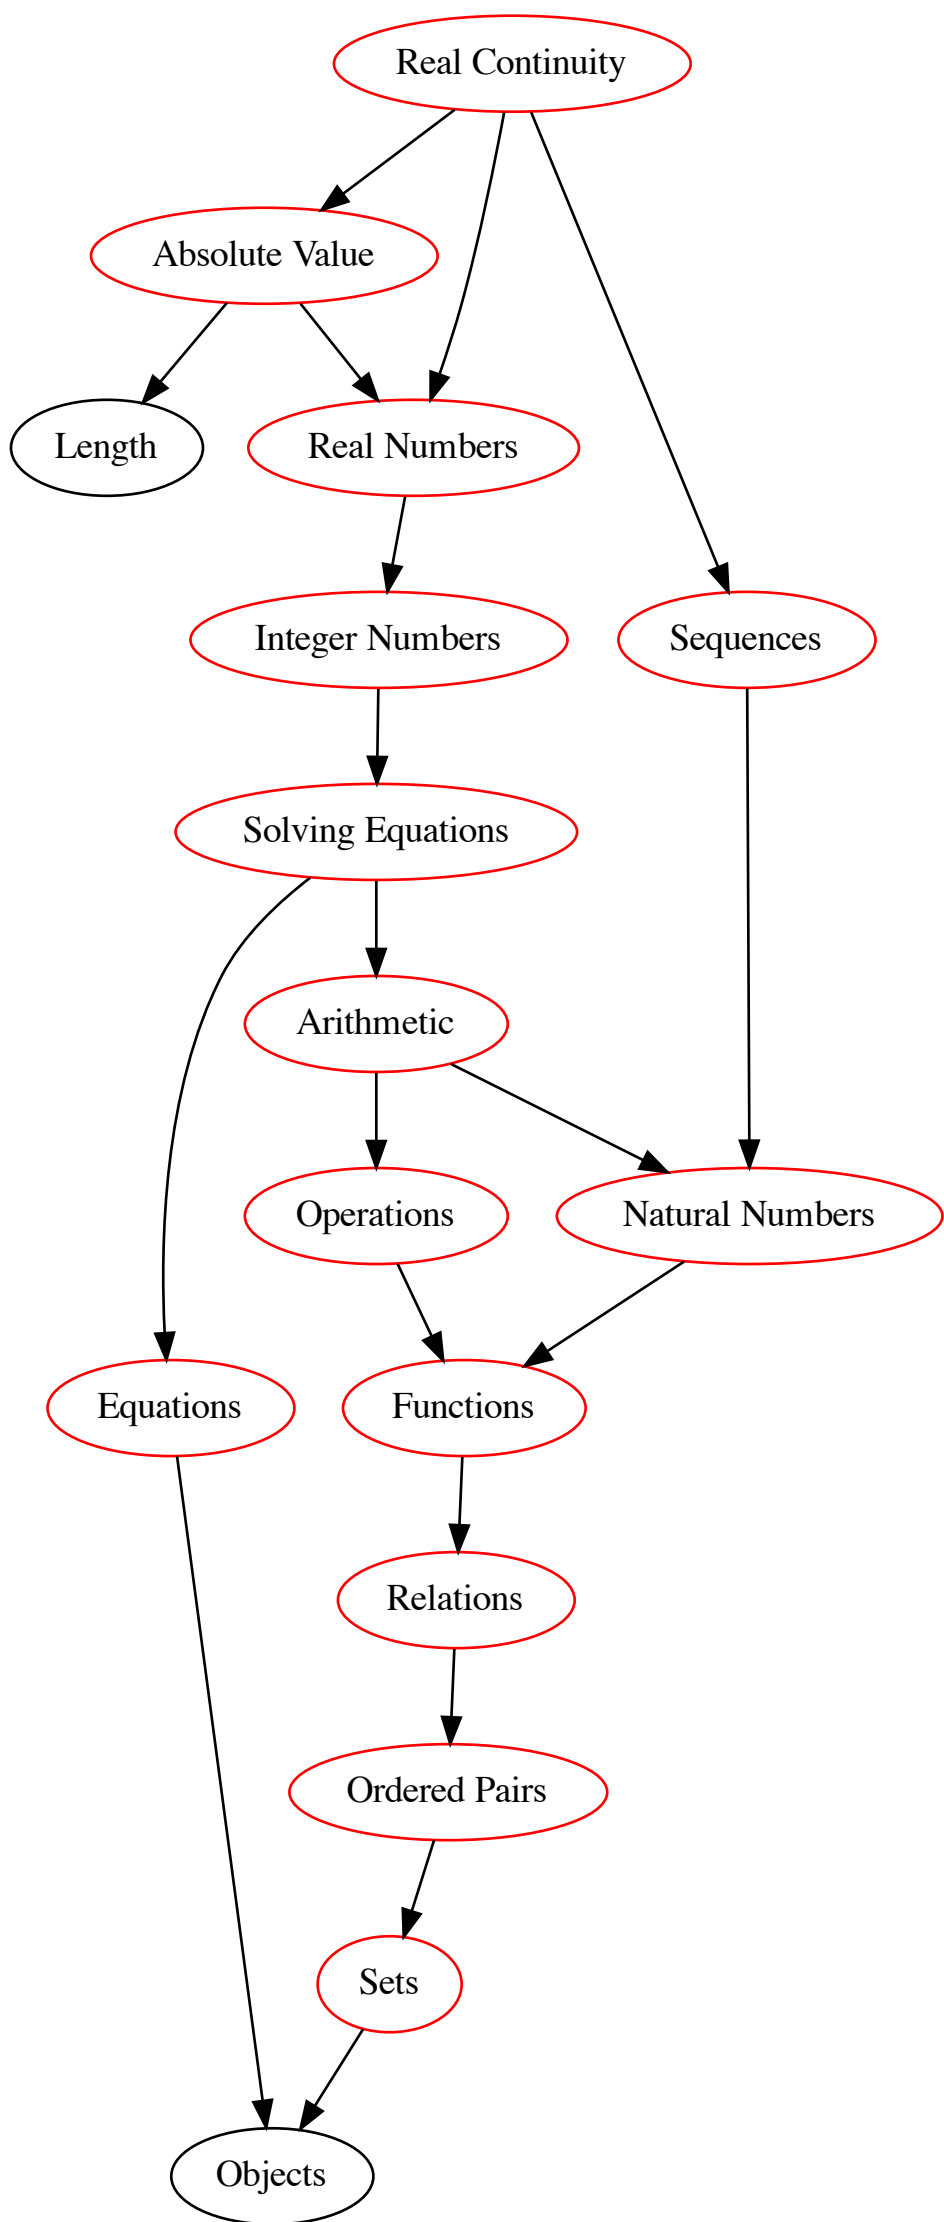 Real Continuity
Absolute Value
Length
Real Numbers
Integer Numbers
Sequences
Solving Equations
Arithmetic
Operations
Natural Numbers
Equations
Functions
Relations
Ordered Pairs
Sets
Objects